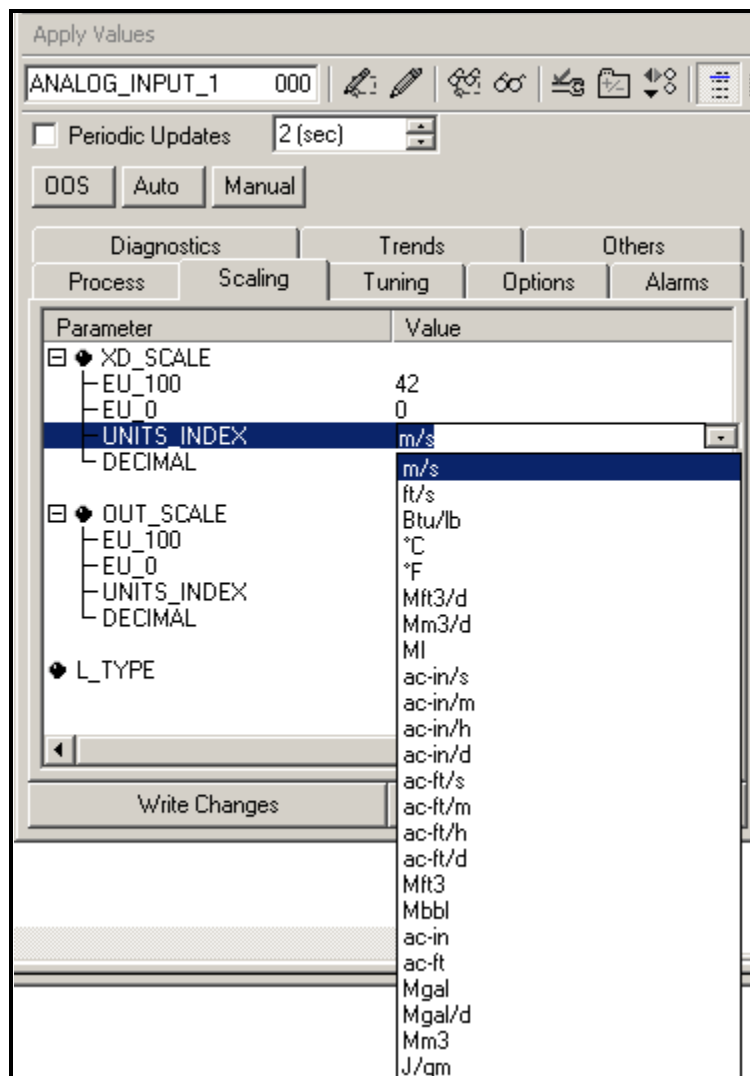 Apply Values
ANALOG_INPUT_1 000
Periodic Updates 2 (sec)
OOS Auto Manual
Diagnostics Trends Others
Process Scaling Tuning Options Alarms
Parameter Value
XD_SCALE
EU_100 42
EU_0 0
UNITS_INDEX m/s
DECIMAL
OUT_SCALE
EU_100
EU_0
UNITS_INDEX
DECIMAL
L_TYPE
Write Changes
m/s
ft/s
Btu/lb
°C
°F
Mft3/d
Mm3/d
Ml
ac-in/s
ac-in/m
ac-in/h
ac-in/d
ac-ft/s
ac-ft/m
ac-ft/h
ac-ft/d
Mft3
Mbbl
ac-in
ac-ft
Mgal
Mgal/d
Mm3
J/gm